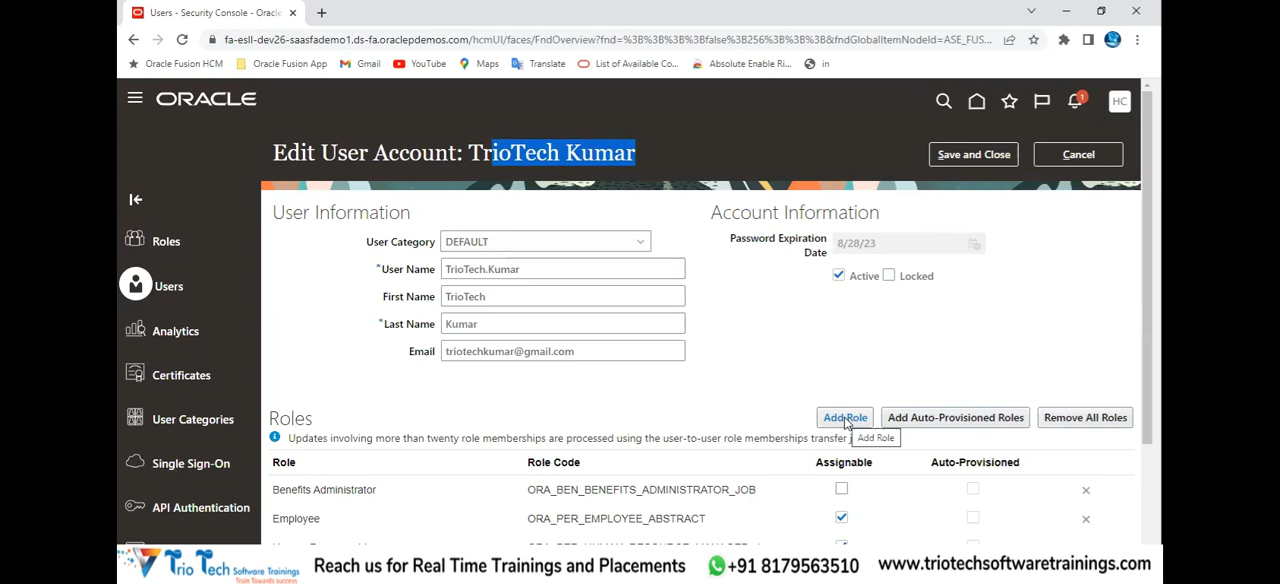 Users - Security Console - Oracle
fa-esll-dev26-saasfademo1.ds-fa.oraclepdemos.com/hcmUI/faces/FndOverview?fnd=%3B%3B%3B%3Bfalse%3B256%3B%3B%3B&fndGlobalItemNodeId=ASE_FUS...
Oracle Fusion HCM Oracle Fusion App Gmail YouTube Maps Translate List of Available Co... Absolute Enable Ri... in
ORACLE 1 HC
Edit User Account: TrioTech Kumar Save and Close Cancel
User Information Account Information
User Category DEFAULT
Password Expiration Date 8/28/23
*User Name TrioTech.Kumar
Active Locked
First Name TrioTech
*Last Name Kumar
Email triotechkumar@gmail.com
Roles
Users
Analytics
Certificates
User Categories
Single Sign-On
API Authentication
Roles Add Role Add Auto-Provisioned Roles Remove All Roles
Updates involving more than twenty role memberships are processed using the user-to-user role memberships transfer
Add Role
Role Role Code Assignable Auto-Provisioned
Benefits Administrator ORA_BEN_BENEFITS_ADMINISTRATOR_JOB
Employee ORA_PER_EMPLOYEE_ABSTRACT
Trio Tech Software Trainings
Train Towards success
Reach us for Real Time Trainings and Placements +91 8179563510 www.triotechsoftwaretrainings.com